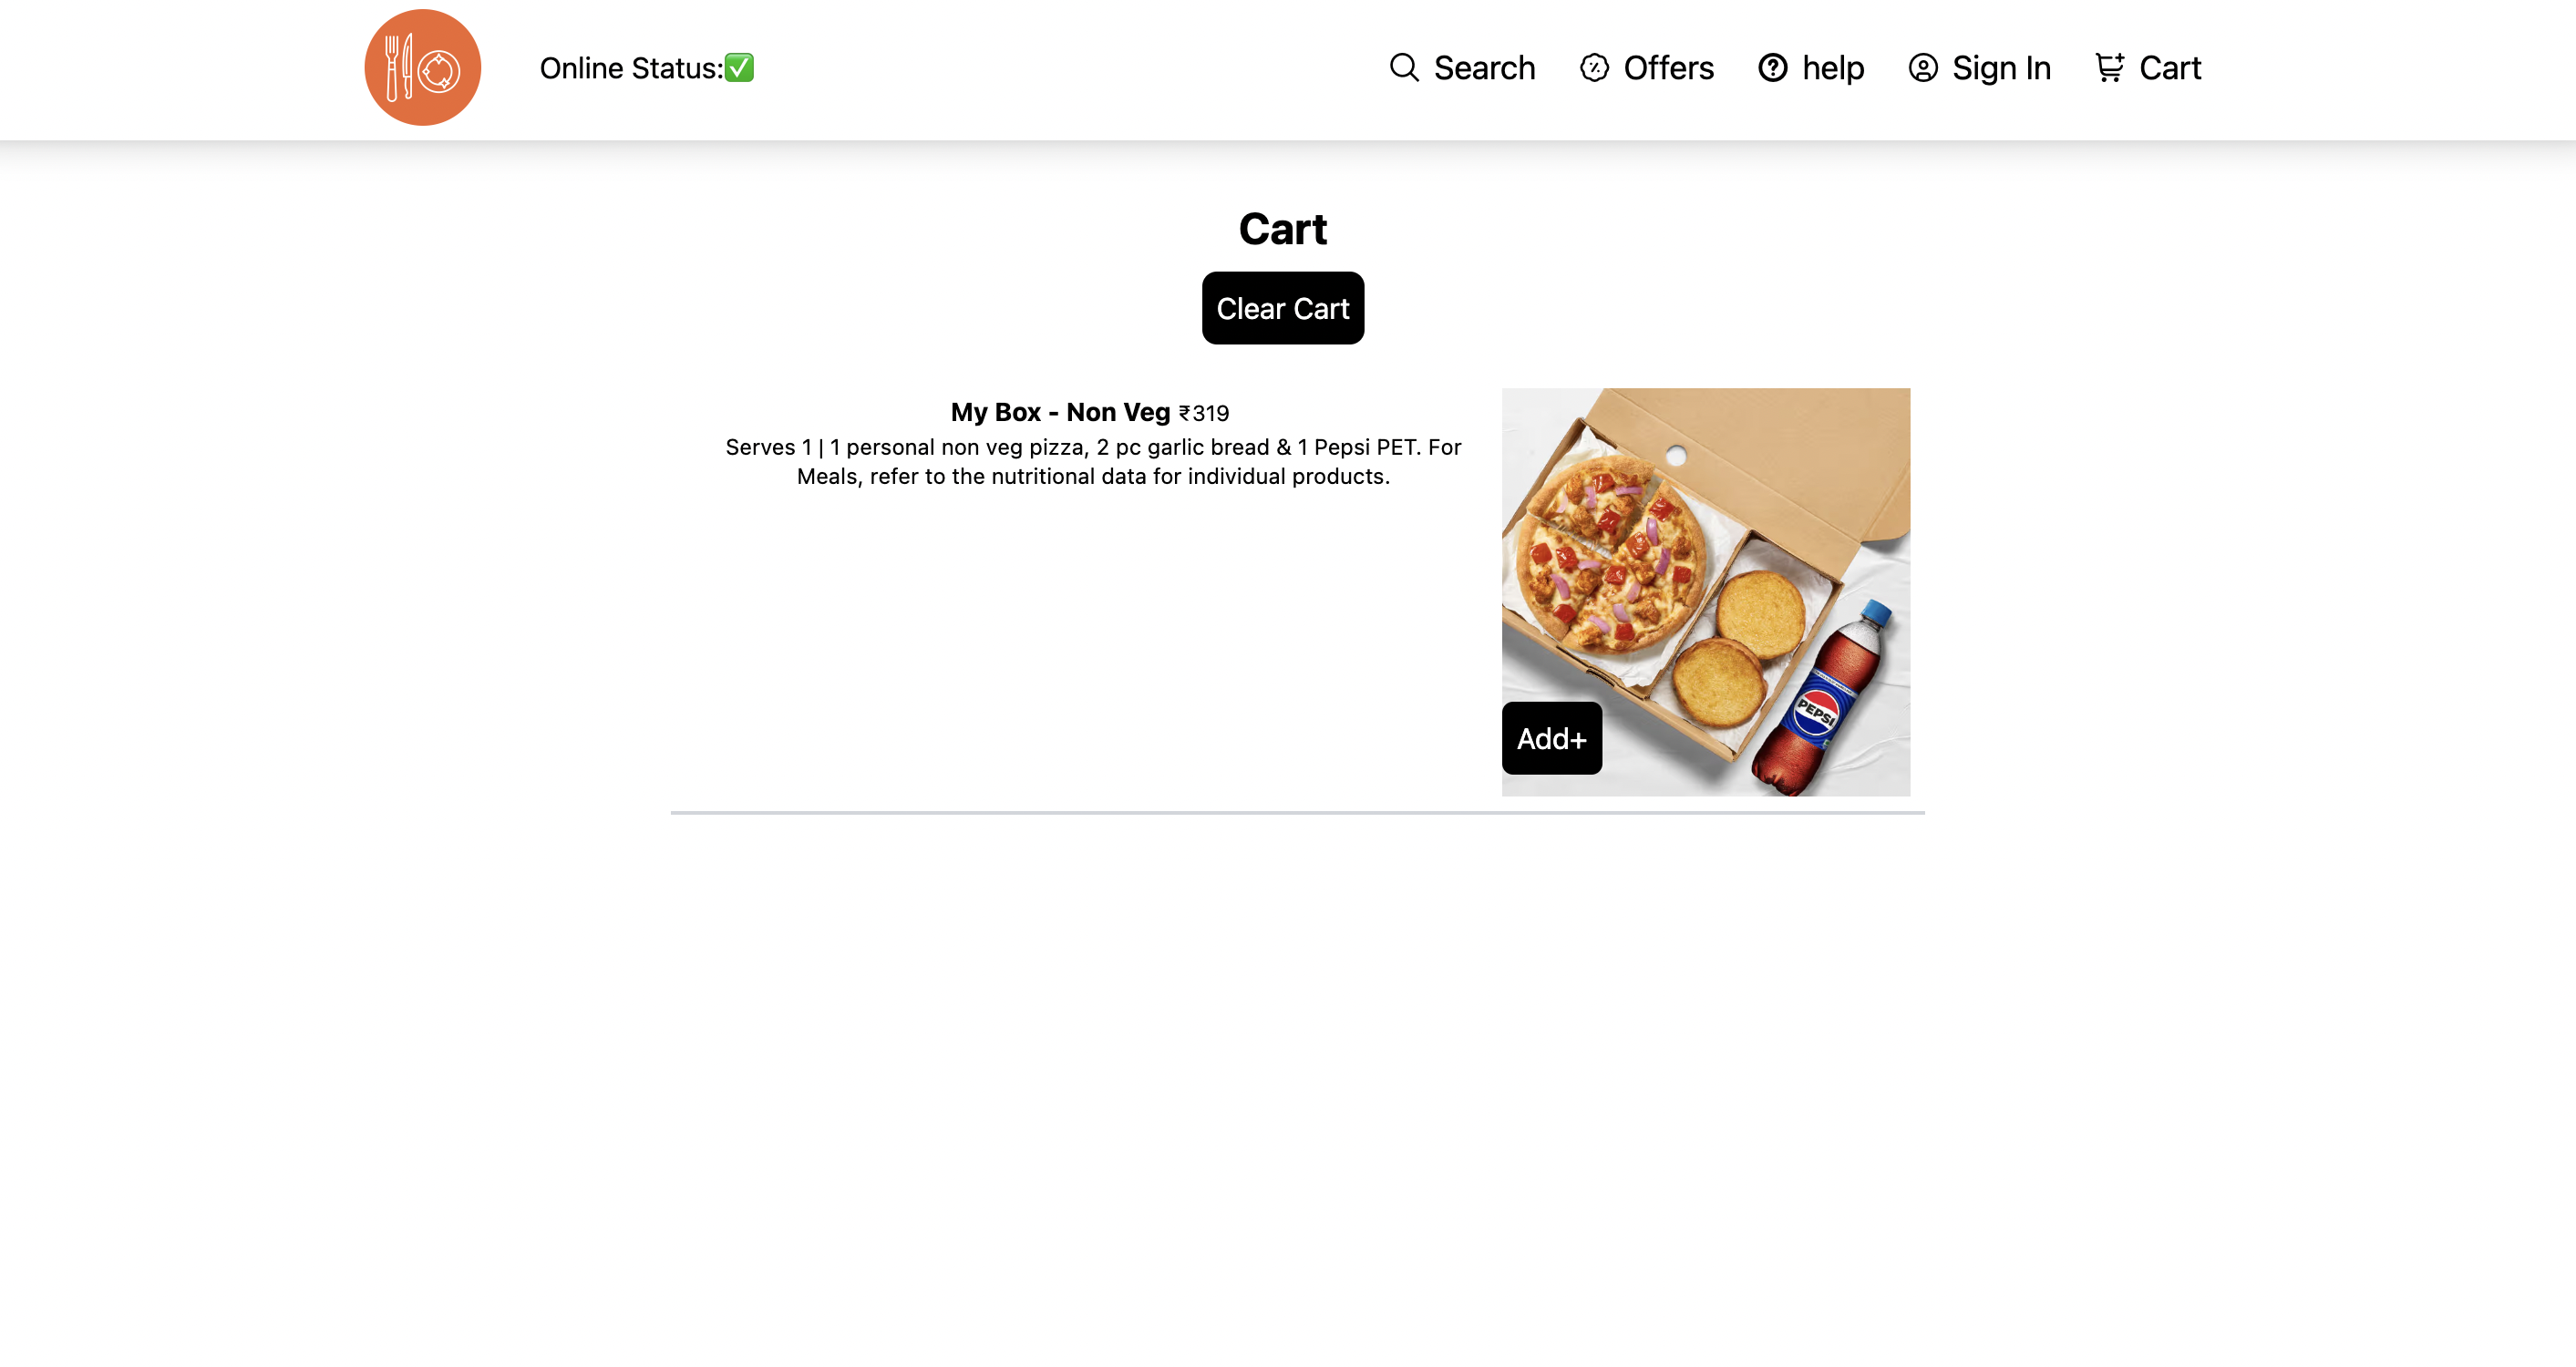 Online Status:✅
Search
Offers
help
Sign In
Cart
Cart
Clear Cart
My Box - Non Veg ₹319
Serves 1 | 1 personal non veg pizza, 2 pc garlic bread & 1 Pepsi PET. For
Meals, refer to the nutritional data for individual products.
PEPSI
Add+